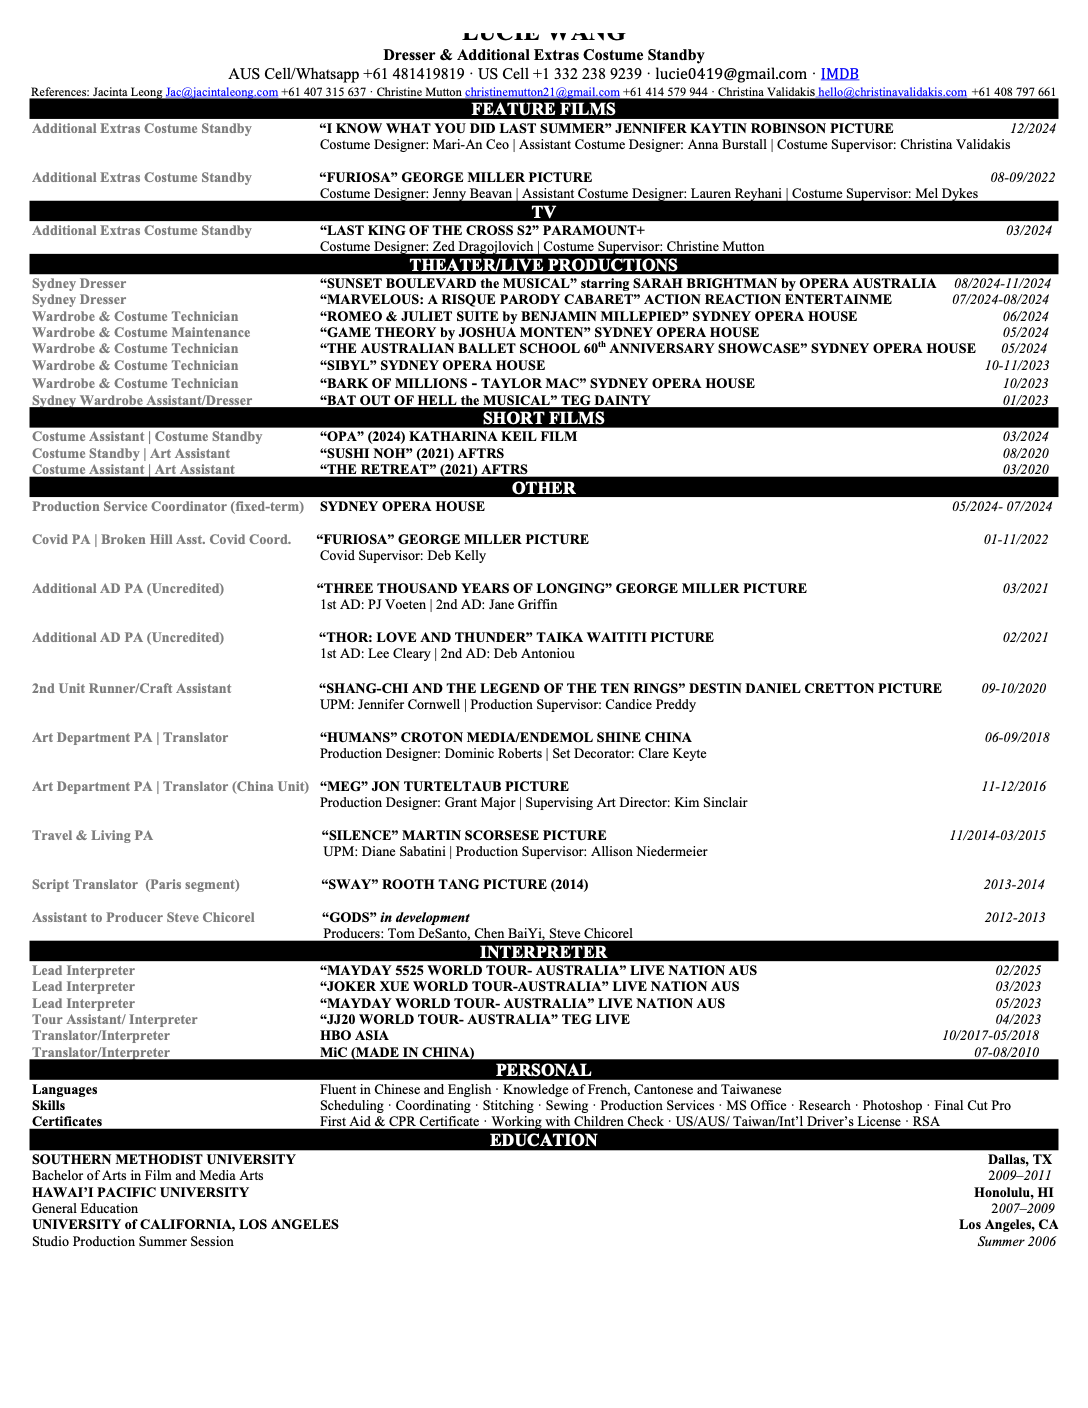 LUCIE WANG
Dresser & Additional Extras Costume Standby
AUS Cell/Whatsapp +61 481419819 · US Cell +1 332 238 9239 · lucie0419@gmail.com · IMDB
References: Jacinta Leong Jac@jacintaleong.com +61 407 315 637 · Christine Mutton christinemutton21@gmail.com +61 414 579 944 · Christina Validakis hello@christinavalidakis.com +61 408 797 661
FEATURE FILMS
Additional Extras Costume Standby “I KNOW WHAT YOU DID LAST SUMMER” JENNIFER KAYTIN ROBINSON PICTURE 12/2024
Costume Designer: Mari-An Ceo | Assistant Costume Designer: Anna Burstall | Costume Supervisor: Christina Validakis
Additional Extras Costume Standby “FURIOSA” GEORGE MILLER PICTURE 08-09/2022
Costume Designer: Jenny Beavan | Assistant Costume Designer: Lauren Reyhani | Costume Supervisor: Mel Dykes
TV
Additional Extras Costume Standby “LAST KING OF THE CROSS S2” PARAMOUNT+ 03/2024
Costume Designer: Zed Dragojlovich | Costume Supervisor: Christine Mutton
THEATER/LIVE PRODUCTIONS
Sydney Dresser “SUNSET BOULEVARD the MUSICAL” starring SARAH BRIGHTMAN by OPERA AUSTRALIA 08/2024-11/2024
Sydney Dresser “MARVELOUS: A RISQUE PARODY CABARET” ACTION REACTION ENTERTAINME 07/2024-08/2024
Wardrobe & Costume Technician “ROMEO & JULIET SUITE by BENJAMIN MILLEPIED” SYDNEY OPERA HOUSE 06/2024
Wardrobe & Costume Maintenance “GAME THEORY by JOSHUA MONTEN” SYDNEY OPERA HOUSE 05/2024
Wardrobe & Costume Technician “THE AUSTRALIAN BALLET SCHOOL 60th ANNIVERSARY SHOWCASE” SYDNEY OPERA HOUSE 05/2024
Wardrobe & Costume Technician “SIBYL” SYDNEY OPERA HOUSE 10-11/2023
Wardrobe & Costume Technician “BARK OF MILLIONS - TAYLOR MAC” SYDNEY OPERA HOUSE 10/2023
Sydney Wardrobe Assistant/Dresser “BAT OUT OF HELL the MUSICAL” TEG DAINTY 01/2023
SHORT FILMS
Costume Assistant | Costume Standby “OPA” (2024) KATHARINA KEIL FILM 03/2024
Costume Standby | Art Assistant “SUSHI NOH” (2021) AFTRS 08/2020
Costume Assistant | Art Assistant “THE RETREAT” (2021) AFTRS 03/2020
OTHER
Production Service Coordinator (fixed-term) SYDNEY OPERA HOUSE 05/2024- 07/2024
Covid PA | Broken Hill Asst. Covid Coord. “FURIOSA” GEORGE MILLER PICTURE 01-11/2022
Covid Supervisor: Deb Kelly
Additional AD PA (Uncredited) “THREE THOUSAND YEARS OF LONGING” GEORGE MILLER PICTURE 03/2021
1st AD: PJ Voeten | 2nd AD: Jane Griffin
Additional AD PA (Uncredited) “THOR: LOVE AND THUNDER” TAIKA WAITITI PICTURE 02/2021
1st AD: Lee Cleary | 2nd AD: Deb Antoniou
2nd Unit Runner/Craft Assistant “SHANG-CHI AND THE LEGEND OF THE TEN RINGS” DESTIN DANIEL CRETTON PICTURE 09-10/2020
UPM: Jennifer Cornwell | Production Supervisor: Candice Preddy
Art Department PA | Translator “HUMANS” CROTON MEDIA/ENDEMOL SHINE CHINA 06-09/2018
Production Designer: Dominic Roberts | Set Decorator: Clare Keyte
Art Department PA | Translator (China Unit) “MEG” JON TURTELTAUB PICTURE 11-12/2016
Production Designer: Grant Major | Supervising Art Director: Kim Sinclair
Travel & Living PA “SILENCE” MARTIN SCORSESE PICTURE 11/2014-03/2015
UPM: Diane Sabatini | Production Supervisor: Allison Niedermeier
Script Translator (Paris segment) “SWAY” ROOTH TANG PICTURE (2014) 2013-2014
Assistant to Producer Steve Chicorel “GODS” in development 2012-2013
Producers: Tom DeSanto, Chen BaiYi, Steve Chicorel
INTERPRETER
Lead Interpreter “MAYDAY 5525 WORLD TOUR- AUSTRALIA” LIVE NATION AUS 02/2025
Lead Interpreter “JOKER XUE WORLD TOUR-AUSTRALIA” LIVE NATION AUS 03/2023
Lead Interpreter “MAYDAY WORLD TOUR- AUSTRALIA” LIVE NATION AUS 05/2023
Tour Assistant/ Interpreter “JJ20 WORLD TOUR- AUSTRALIA” TEG LIVE 04/2023
Translator/Interpreter HBO ASIA 10/2017-05/2018
Translator/Interpreter MiC (MADE IN CHINA) 07-08/2010
PERSONAL
Languages Fluent in Chinese and English · Knowledge of French, Cantonese and Taiwanese
Skills Scheduling · Coordinating · Stitching · Sewing · Production Services · MS Office · Research · Photoshop · Final Cut Pro
Certificates First Aid & CPR Certificate · Working with Children Check · US/AUS/ Taiwan/Int’l Driver’s License · RSA
EDUCATION
SOUTHERN METHODIST UNIVERSITY Dallas, TX
Bachelor of Arts in Film and Media Arts 2009–2011
HAWAI’I PACIFIC UNIVERSITY Honolulu, HI
General Education 2007–2009
UNIVERSITY of CALIFORNIA, LOS ANGELES Los Angeles, CA
Studio Production Summer Session Summer 2006